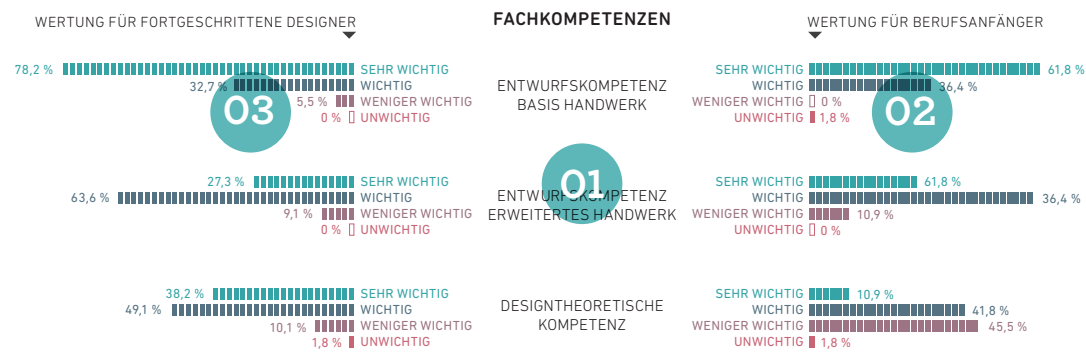 WERTUNG FÜR FORTGESCHRITTENE DESIGNER
FACHKOMPETENZEN
WERTUNG FÜR BERUFSANFÄNGER
78,2 % SEHR WICHTIG
32,7 % WICHTIG
5,5 % WENIGER WICHTIG
0 % UNWICHTIG
03
ENTWURFSKOMPETENZ
BASIS HANDWERK
SEHR WICHTIG 61,8 %
WICHTIG 36,4 %
WENIGER WICHTIG 0 %
UNWICHTIG 1,8 %
02
27,3 % SEHR WICHTIG
63,6 % WICHTIG
9,1 % WENIGER WICHTIG
0 % UNWICHTIG
01
ENTWURFSKOMPETENZ
ERWEITERTES HANDWERK
SEHR WICHTIG 61,8 %
WICHTIG 36,4 %
WENIGER WICHTIG 10,9 %
UNWICHTIG 0 %
38,2 % SEHR WICHTIG
49,1 % WICHTIG
10,1 % WENIGER WICHTIG
1,8 % UNWICHTIG
DESIGNTHEORETISCHE
KOMPETENZ
SEHR WICHTIG 10,9 %
WICHTIG 41,8 %
WENIGER WICHTIG 45,5 %
UNWICHTIG 1,8 %